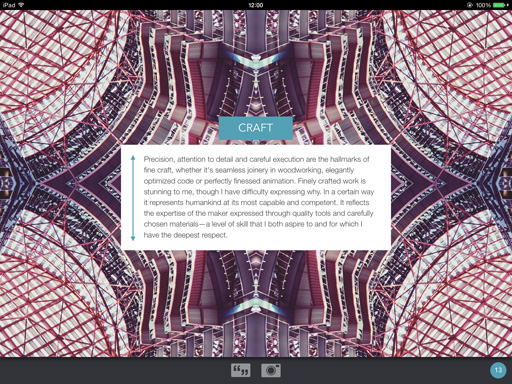 iPad 12:00 100%
CRAFT
Precision, attention to detail and careful execution are the hallmarks of
fine craft, whether it's seamless joinery in woodworking, elegantly
optimized code or perfectly finessed animation. Finely crafted work is
stunning to me, though I have difficulty expressing why. In a certain way
it represents humankind at its most capable and competent. It reflects
the expertise of the maker expressed through quality tools and carefully
chosen materials—a level of skill that I both aspire to and for which I
have the deepest respect.
13